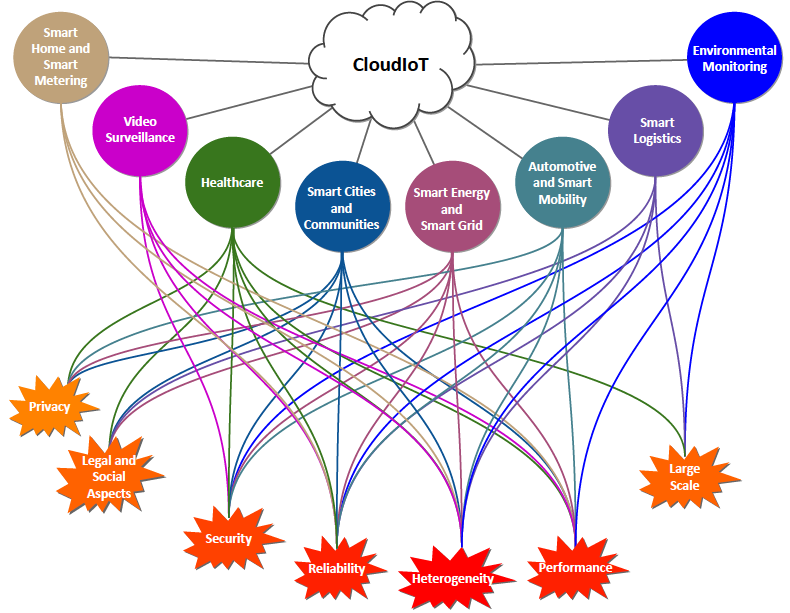 CloudIoT
Smart
Home and
Smart
Metering
Video
Surveillance
Healthcare
Smart Cities
and
Communities
Smart Energy
and
Smart Grid
Automotive
and Smart
Mobility
Smart
Logistics
Environmental
Monitoring
Privacy
Legal and
Social
Aspects
Security
Reliability
Heterogeneity
Performance
Large
Scale